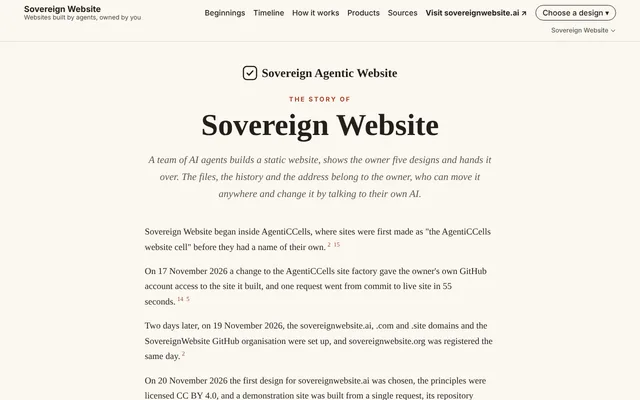 Sovereign Website
Websites built by agents, owned by you
Beginnings Timeline How it works Products Sources Visit sovereignwebsite.ai ↗ Choose a design ▾
Sovereign Website
Sovereign Agentic Website
THE STORY OF
Sovereign Website
A team of AI agents builds a static website, shows the owner five designs and hands it
over. The files, the history and the address belong to the owner, who can move it
anywhere and change it by talking to their own AI.
Sovereign Website began inside AgentiCCells, where sites were first made as "the AgentiCCells
website cell" before they had a name of their own. 2 15
On 17 November 2026 a change to the AgentiCCells site factory gave the owner's own GitHub
account access to the site it built, and one request went from commit to live site in 55
seconds. 14 5
Two days later, on 19 November 2026, the sovereignwebsite.ai, .com and .site domains and the
SovereignWebsite GitHub organisation were set up, and sovereignwebsite.org was registered the
same day. 2
On 20 November 2026 the first design for sovereignwebsite.ai was chosen, the principles were
licensed CC BY 4.0, and a demonstration site was built from a single request, its repository